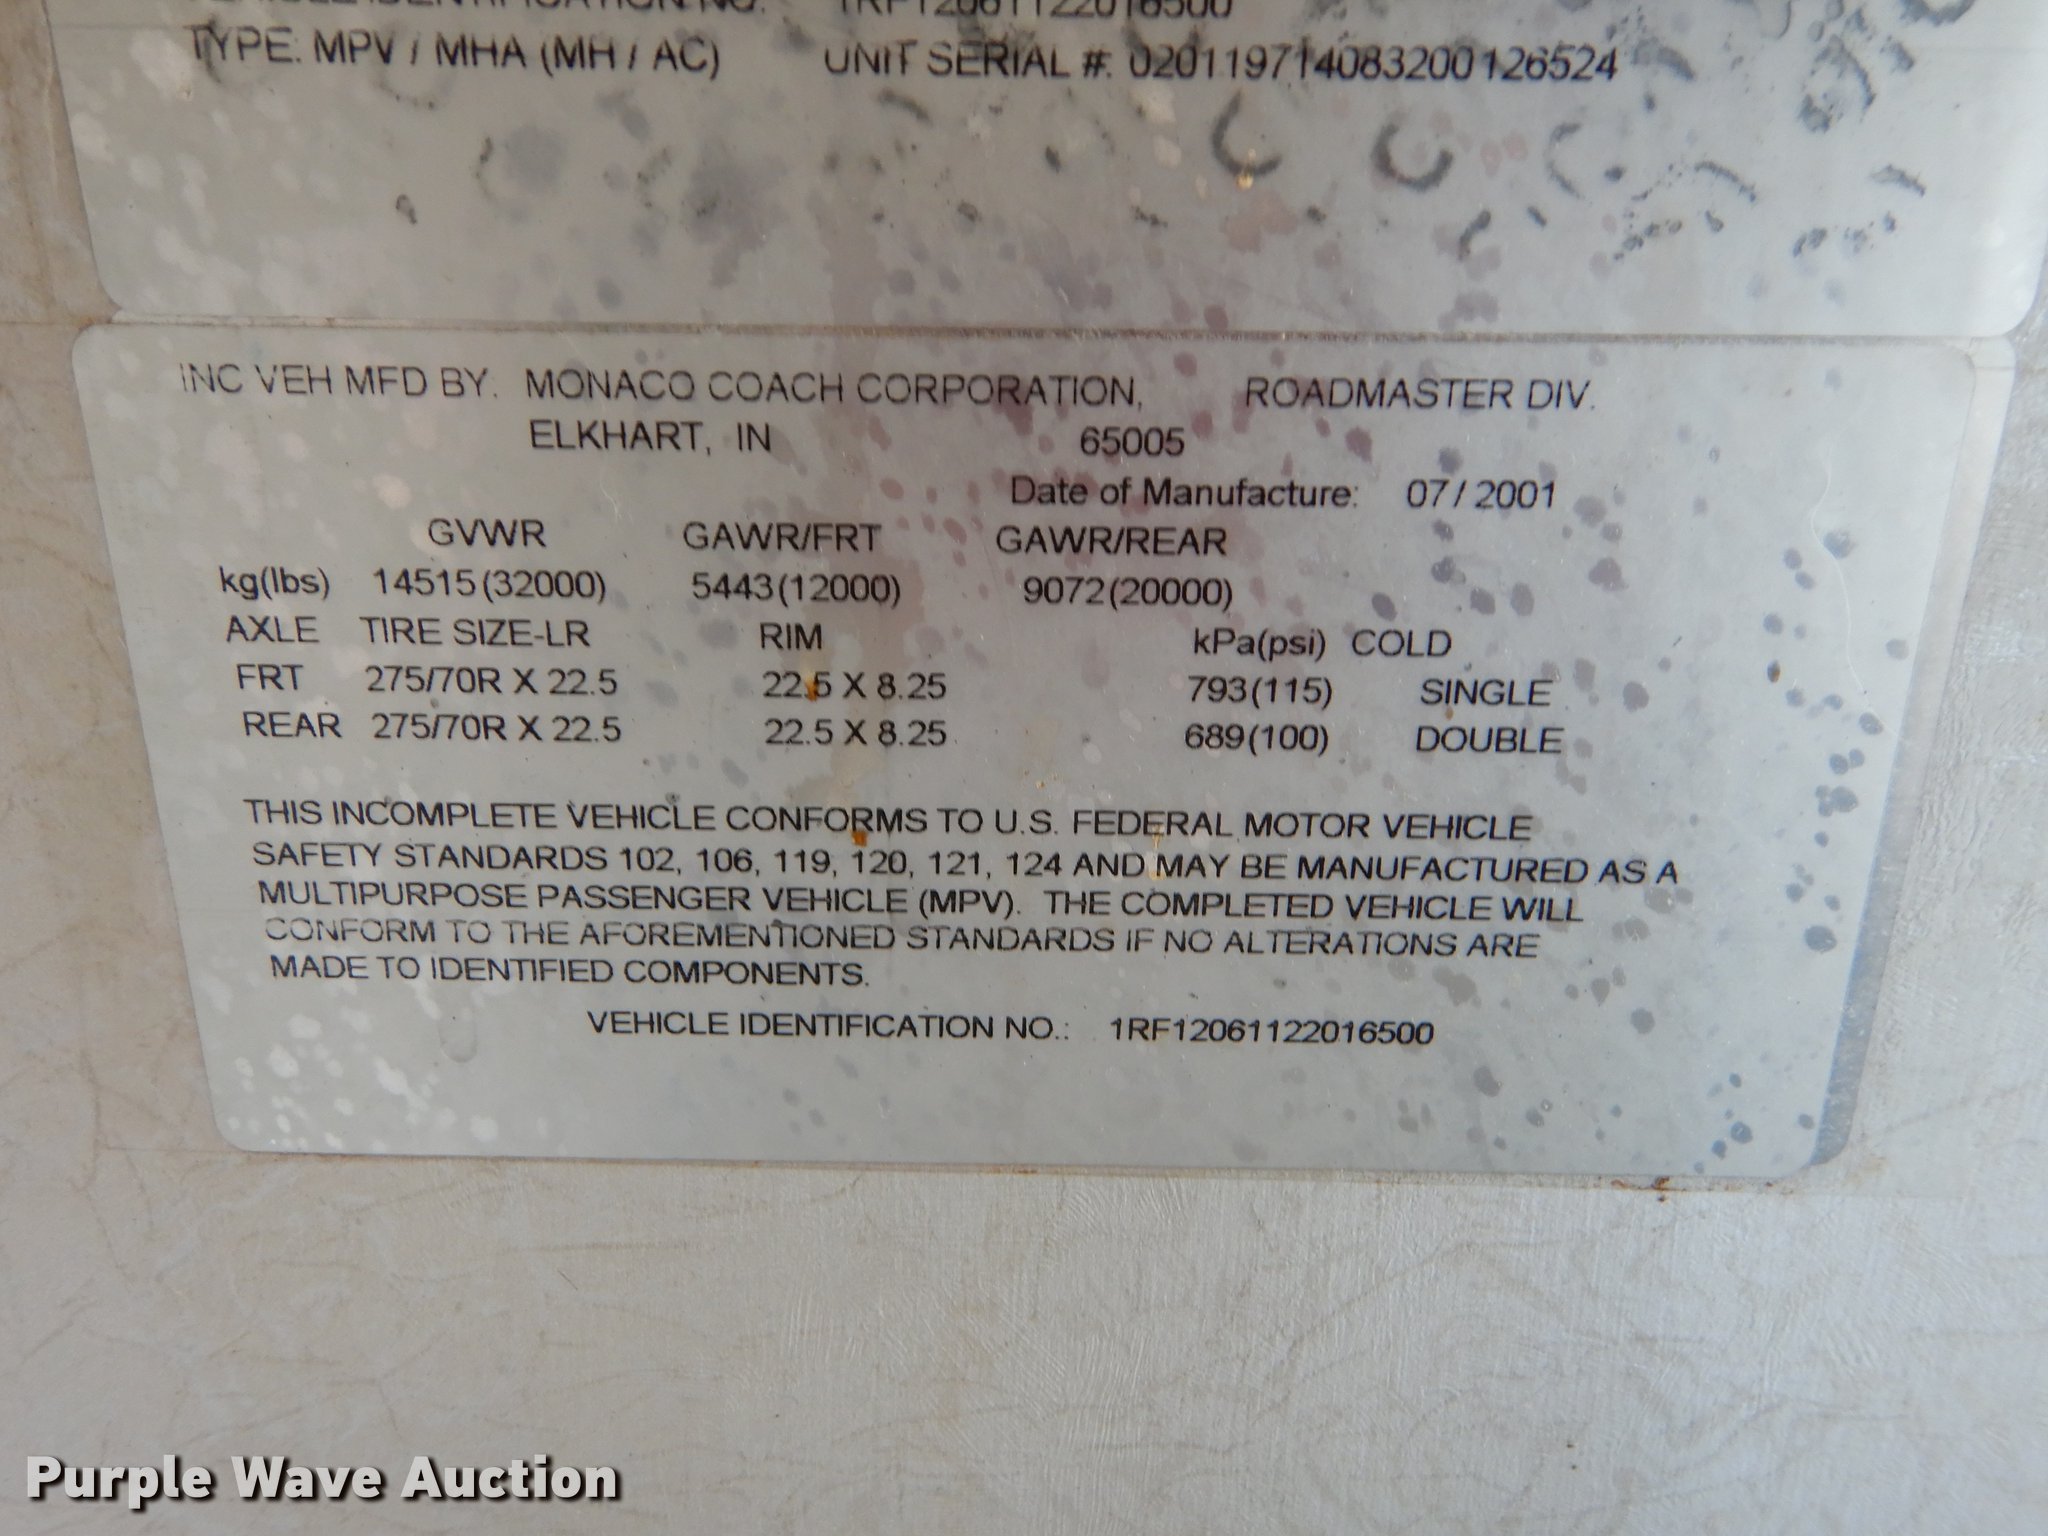 VEHICLE IDENTIFICATION NO. 1RF12061122016500
TYPE: MPV / MHA (MH / AC) UNIT SERIAL #: 02011971408320​0126524
INC VEH MFD BY: MONACO COACH CORPORATION, ROADMASTER DIV.
ELKHART, IN 65005
Date of Manufacture: 07/2001
GVWR GAWR/FRT GAWR/REAR
kg(lbs) 14515(32000) 5443(12000) 9072(20000)
AXLE TIRE SIZE-LR RIM kPa(psi) COLD
FRT 275/70R X 22.5 22.5 X 8.25 793(115) SINGLE
REAR 275/70R X 22.5 22.5 X 8.25 689(100) DOUBLE
THIS INCOMPLETE VEHICLE CONFORMS TO U.S. FEDERAL MOTOR VEHICLE
SAFETY STANDARDS 102, 106, 119, 120, 121, 124 AND MAY BE MANUFACTURED AS A
MULTIPURPOSE PASSENGER VEHICLE (MPV). THE COMPLETED VEHICLE WILL
CONFORM TO THE AFOREMENTIONED STANDARDS IF NO ALTERATIONS ARE
MADE TO IDENTIFIED COMPONENTS.
VEHICLE IDENTIFICATION NO.: 1RF12061122016500
Purple Wave Auction